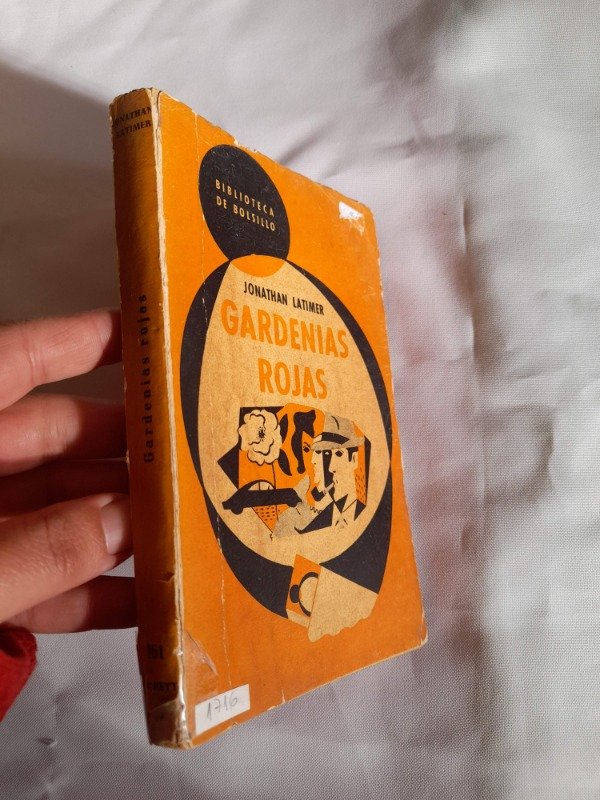 JONATHAN
LATIMER
Gardenias rojas
BIBLIOTECA
DE BOLSILLO
JONATHAN LATIMER
GARDENIAS
ROJAS
1716